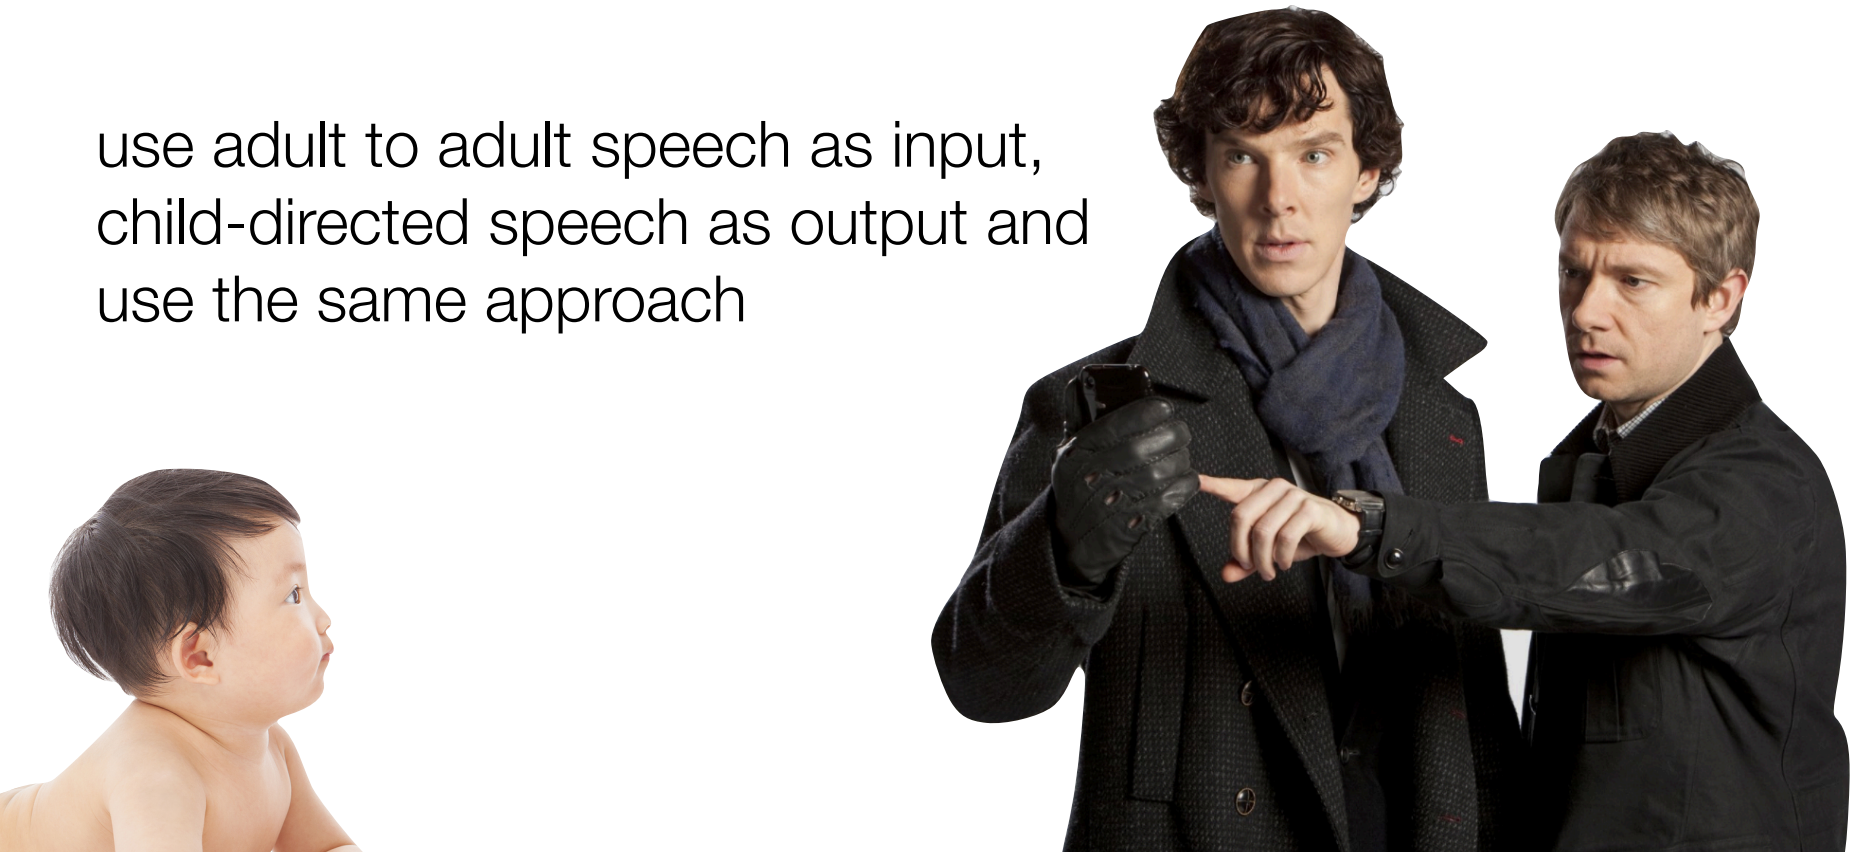 use adult to adult speech as input,
child-directed speech as output and
use the same approach